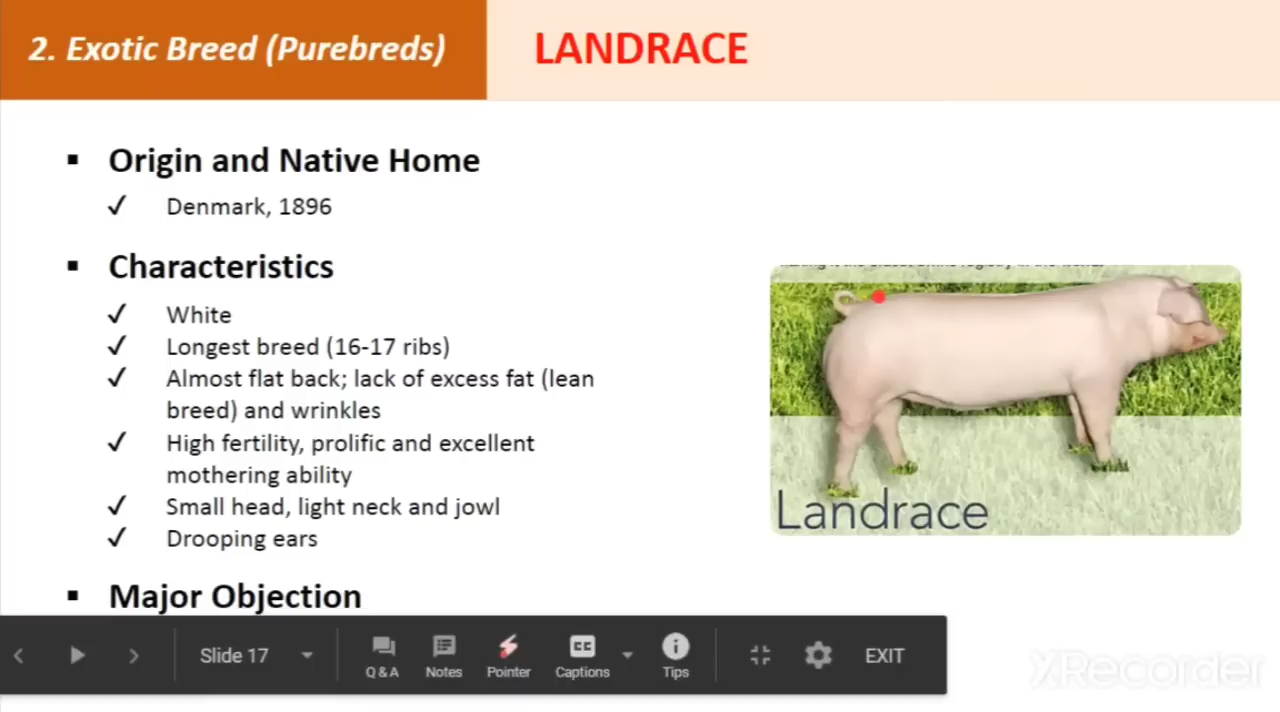 2. Exotic Breed (Purebreds)
LANDRACE
▪ Origin and Native Home
✓ Denmark, 1896
▪ Characteristics
✓ White
✓ Longest breed (16-17 ribs)
✓ Almost flat back; lack of excess fat (lean
breed) and wrinkles
✓ High fertility, prolific and excellent
mothering ability
✓ Small head, light neck and jowl
✓ Drooping ears
Landrace
▪ Major Objection
Slide 17
Q&A
Notes
Pointer
CC
Captions
Tips
EXIT
XRecorder